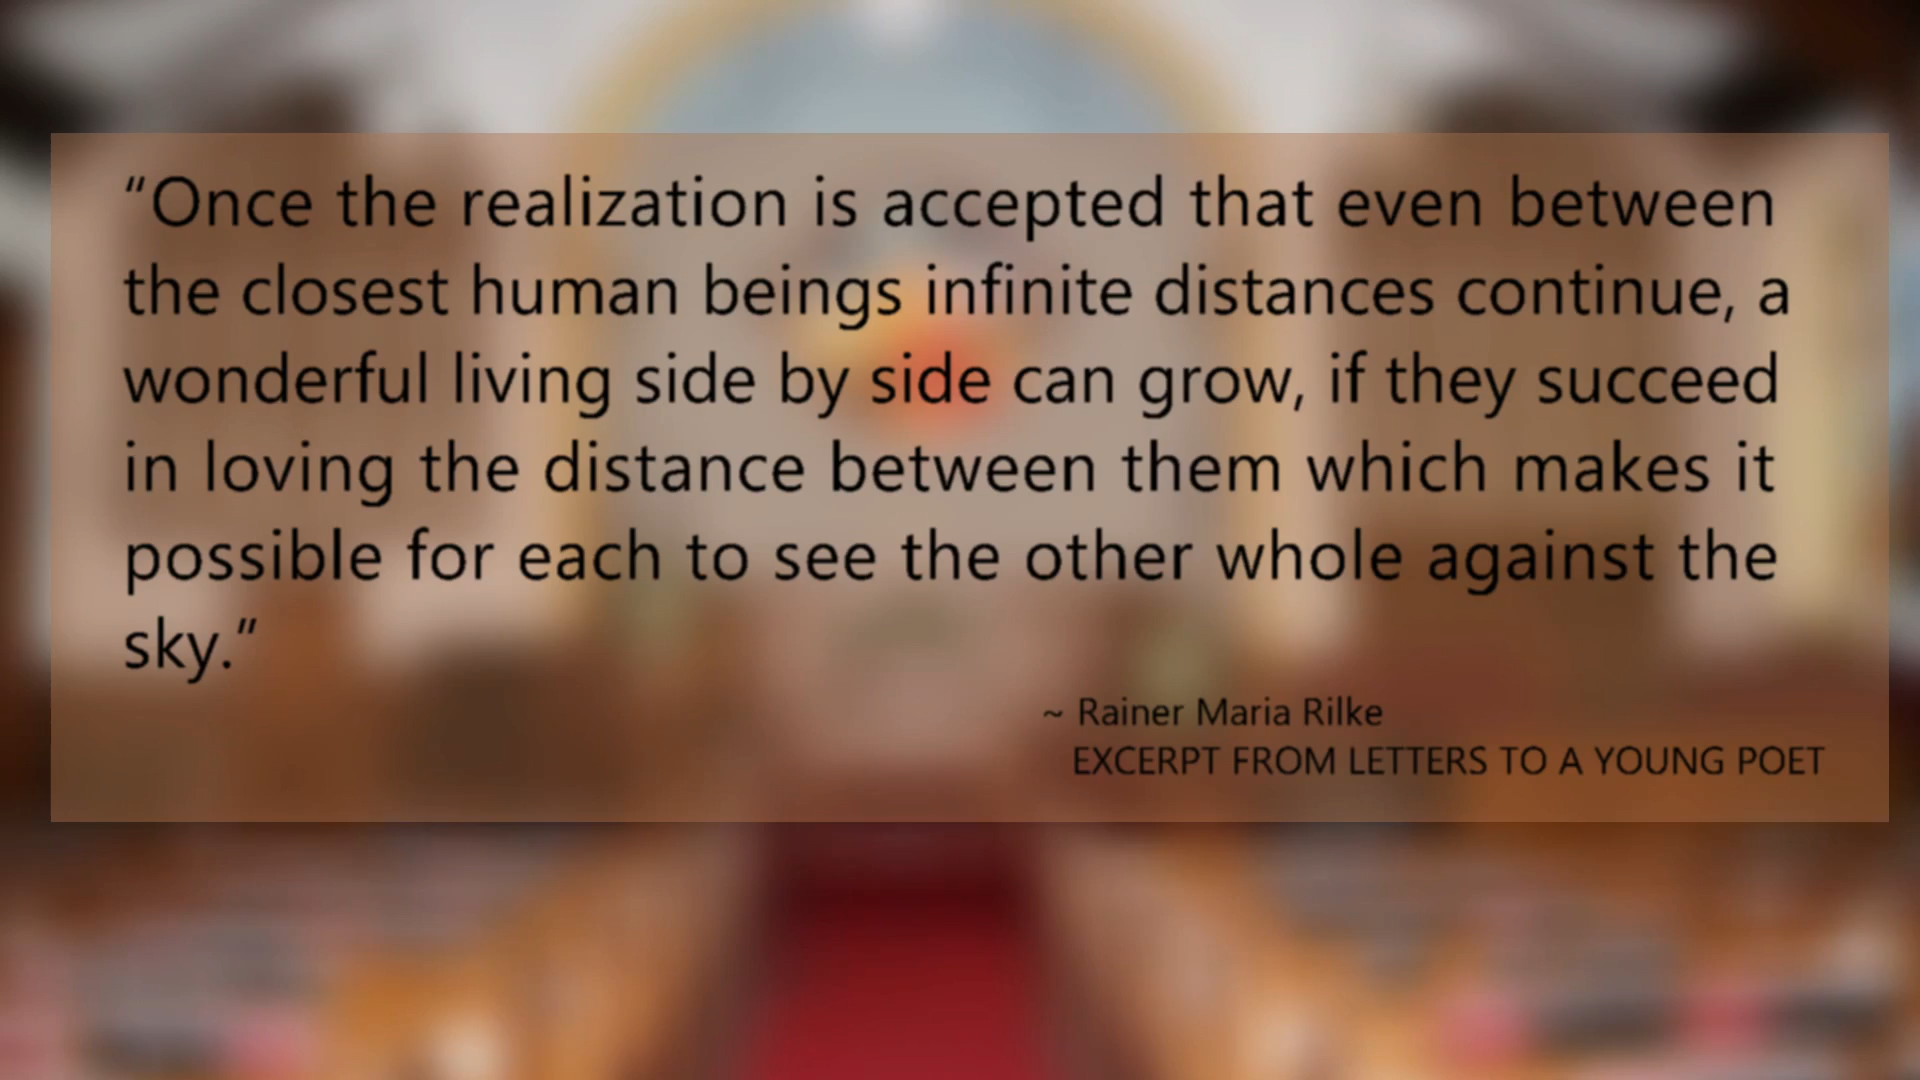 “Once the realization is accepted that even between
the closest human beings infinite distances continue, a
wonderful living side by side can grow, if they succeed
in loving the distance between them which makes it
possible for each to see the other whole against the
sky.”
~ Rainer Maria Rilke
EXCERPT FROM LETTERS TO A YOUNG POET